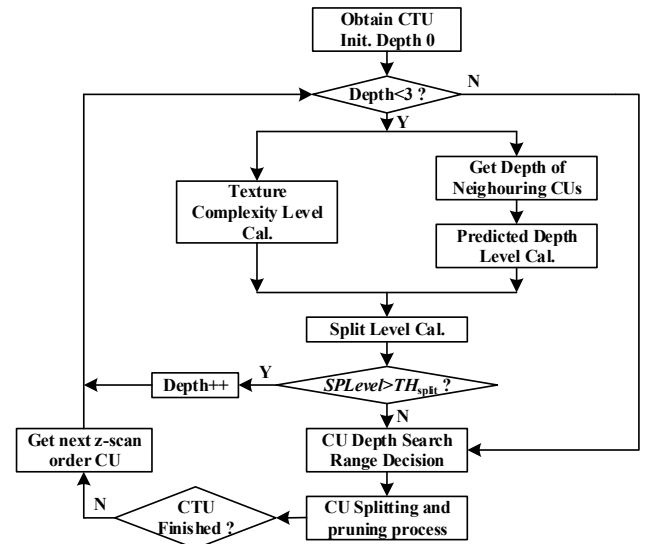 Obtain CTU
Init. Depth 0
Depth<3 ?
N
Y
Get Depth of
Neighouring CUs
Texture
Complexity Level
Cal.
Predicted Depth
Level Cal.
Split Level Cal.
SPLevel>THsplit ?
Y
Depth++
N
CU Depth Search
Range Decision
Get next z-scan
order CU
N
CTU
Finished ?
CU Splitting and
pruning process